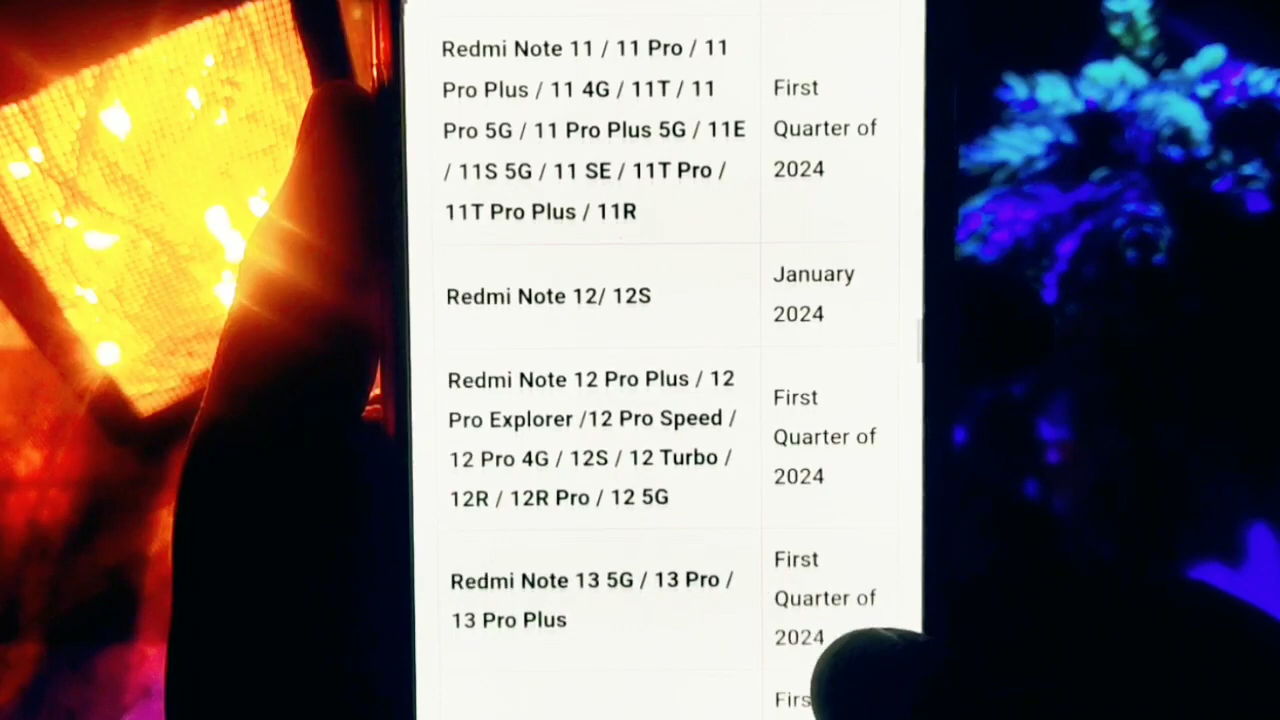 Redmi Note 11 / 11 Pro / 11
Pro Plus / 11 4G / 11T / 11
Pro 5G / 11 Pro Plus 5G / 11E
/ 11S 5G / 11 SE / 11T Pro /
11T Pro Plus / 11R
First
Quarter of
2024
Redmi Note 12/ 12S
January
2024
Redmi Note 12 Pro Plus / 12
Pro Explorer /12 Pro Speed /
12 Pro 4G / 12S / 12 Turbo /
12R / 12R Pro / 12 5G
First
Quarter of
2024
Redmi Note 13 5G / 13 Pro /
13 Pro Plus
First
Quarter of
2024